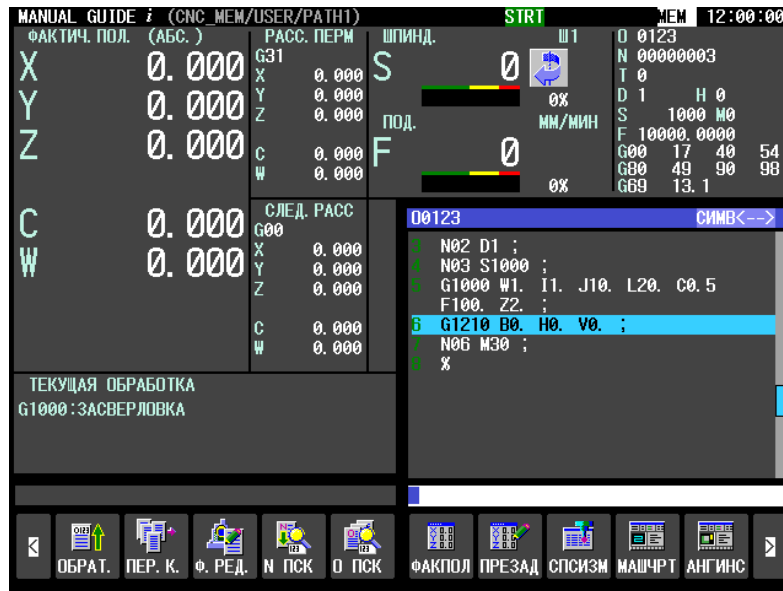 MANUAL GUIDE i (CNC_MEM/USER/PATH1) STRT MEM 12:00:00
ФАКТИЧ. ПОЛ. (АБС.)
X 0.000
Y 0.000
Z 0.000
C 0.000
W 0.000
РАСС. ПЕРМ
G31
X 0.000
Y 0.000
Z 0.000
C 0.000
W 0.000
СЛЕД. РАСС
G00
X 0.000
Y 0.000
Z 0.000
C 0.000
W 0.000
ШПИНД. Ш1
S 0
0%
ПОД. ММ/МИН
F 0
0%
O 0123
N 00000003
T 0
D 1 H 0
S 1000 M0
F 10000.0000
G00 17 40 54
G80 49 90 98
G69 13.1
ТЕКУЩАЯ ОБРАБОТКА
G1000:ЗАСВЕРЛОВКА
O0123 СИМВ<-->
3 N02 D1 ;
4 N03 S1000 ;
5 G1000 W1. I1. J10. L20. C0.5
F100. Z2. ;
6 G1210 B0. H0. V0. ;
7 N06 M30 ;
8 %
< ОБРАТ. ПЕР.К. Ф.РЕД. N ПСК O ПСК ФАКПОЛ ПРЕЗАД СПСИЗМ МАШЧРТ АНГИНС >